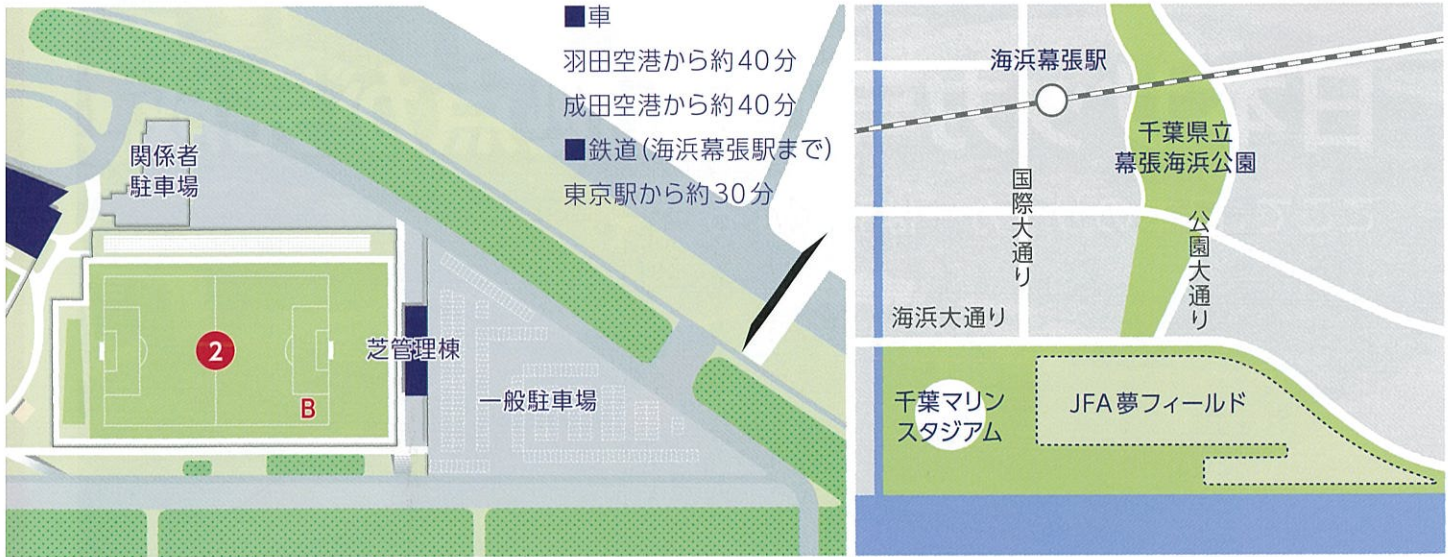 ■車
羽田空港から約40分
成田空港から約40分
■鉄道(海浜幕張駅まで)
東京駅から約30分
関係者
駐車場
2
B
芝管理棟
一般駐車場
海浜幕張駅
千葉県立
幕張海浜公園
国際大通り
公園大通り
海浜大通り
千葉マリン
スタジアム
JFA夢フィールド